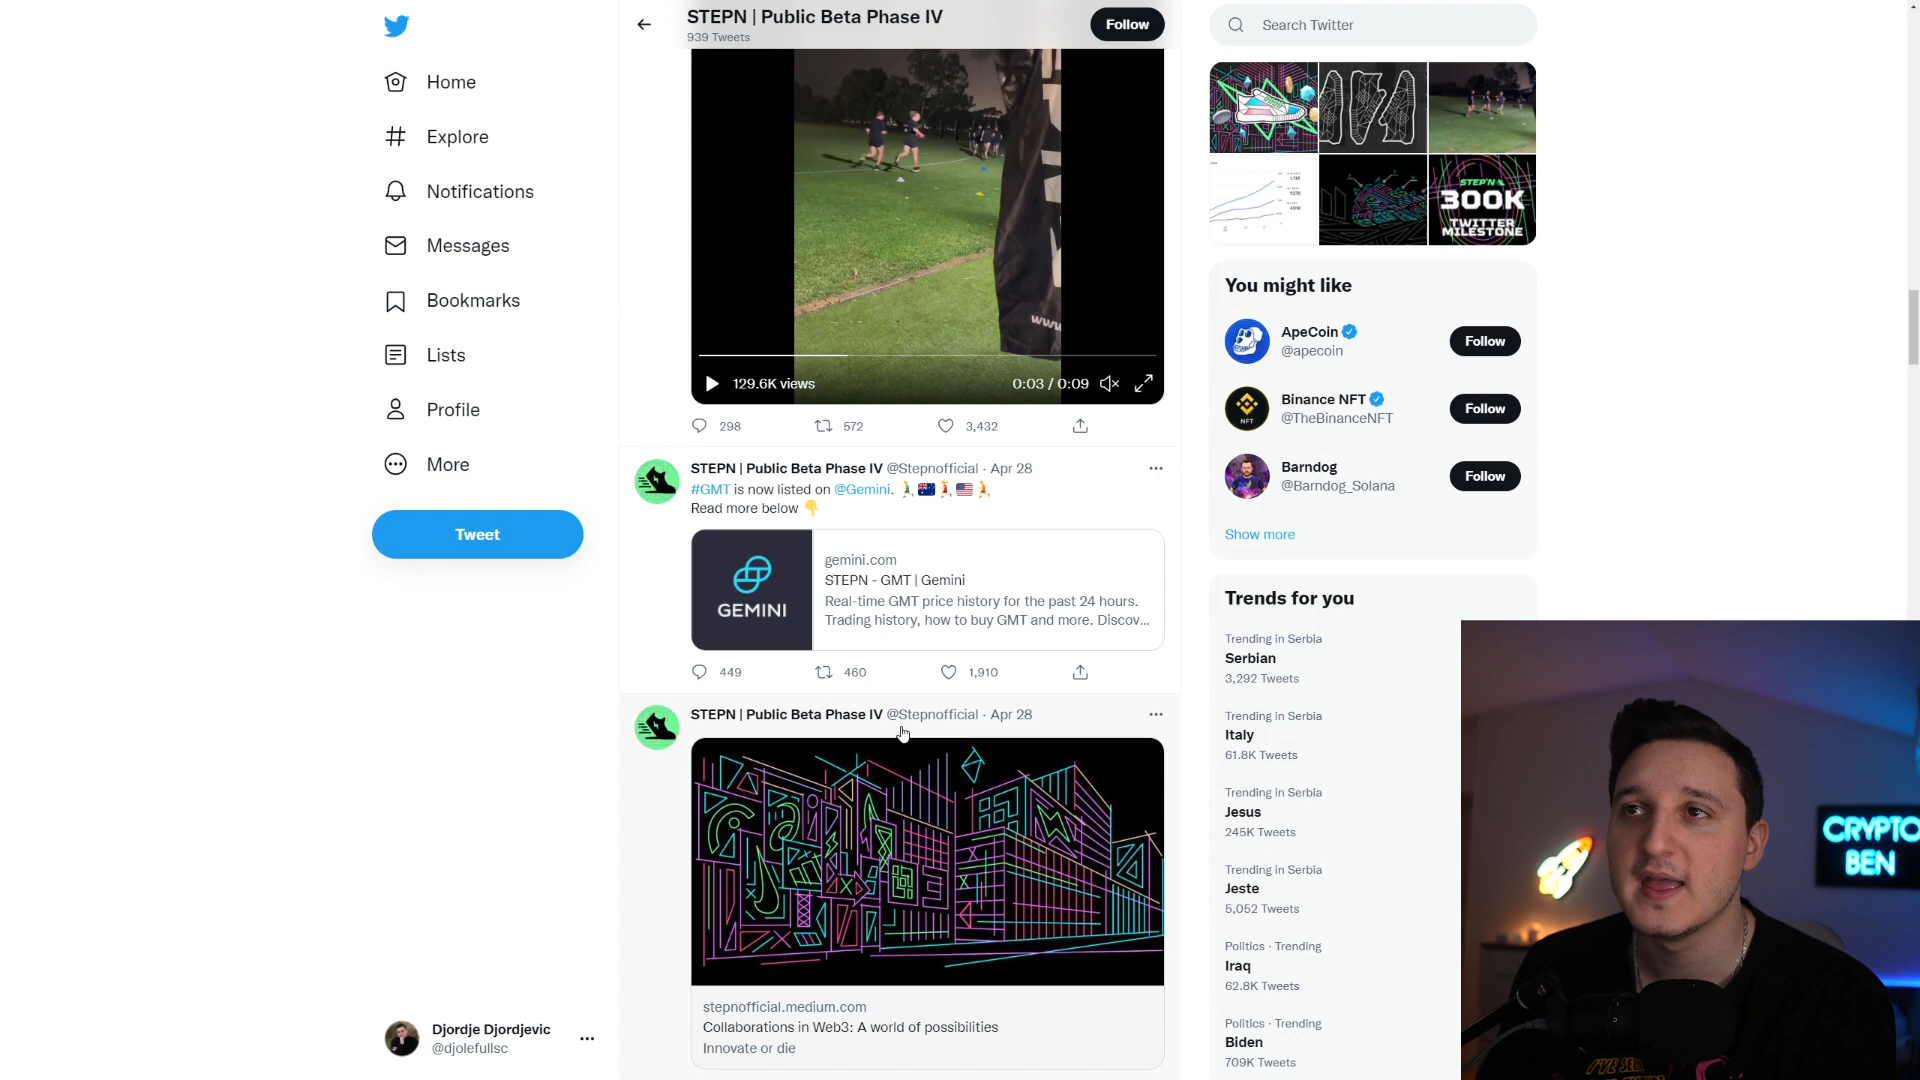 STEPN | Public Beta Phase IV
939 Tweets
Follow
Search Twitter
Home
Explore
Notifications
Messages
Bookmarks
Lists
Profile
More
Tweet
Djordje Djordjevic
@djolefullsc
129.6K views
0:03 / 0:09
298
572
3,432
STEPN | Public Beta Phase IV @Stepnofficial · Apr 28
#GMT is now listed on @Gemini.
Read more below
GEMINI
gemini.com
STEPN - GMT | Gemini
Real-time GMT price history for the past 24 hours.
Trading history, how to buy GMT and more. Discov...
449
460
1,910
STEPN | Public Beta Phase IV @Stepnofficial · Apr 28
stepnofficial.medium.com
Collaborations in Web3: A world of possibilities
Innovate or die
STEP'N
300K
TWITTER
MILESTONE
You might like
ApeCoin
@apecoin
Follow
NFT
Binance NFT
@TheBinanceNFT
Follow
Barndog
@Barndog_Solana
Follow
Show more
Trends for you
Trending in Serbia
Serbian
3,292 Tweets
Trending in Serbia
Italy
61.8K Tweets
Trending in Serbia
Jesus
245K Tweets
Trending in Serbia
Jeste
5,052 Tweets
Politics · Trending
Iraq
62.8K Tweets
Politics · Trending
Biden
709K Tweets
CRYPTO
BEN